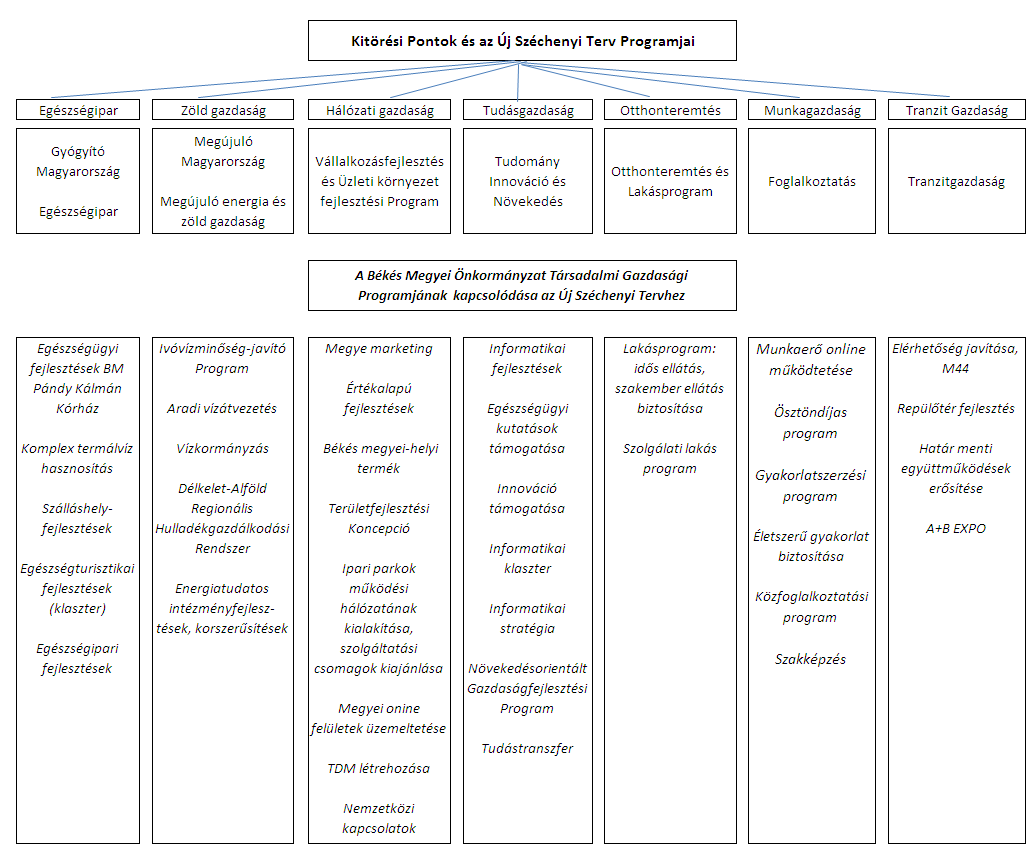 Kitörési Pontok és az Új Széchenyi Terv Programjai
Egészségipar
Zöld gazdaság
Hálózati gazdaság
Tudásgazdaság
Otthonteremtés
Munkagazdaság
Tranzit Gazdaság
Gyógyító
Magyarország
Egészségipar
Megújuló
Magyarország
Megújuló energia és
zöld gazdaság
Vállalkozásfejlesztés
és Üzleti környezet
fejlesztési Program
Tudomány
Innováció és
Növekedés
Otthonteremtés és
Lakásprogram
Foglalkoztatás
Tranzitgazdaság
A Békés Megyei Önkormányzat Társadalmi Gazdasági
Programjának kapcsolódása az Új Széchenyi Tervhez
Egészségügyi
fejlesztések BM
Pándy Kálmán
Kórház
Komplex termálvíz
hasznosítás
Szálláshely-
fejlesztések
Egészségturisztikai
fejlesztések
(klaszter)
Egészségipari
fejlesztések
Ivóvízminőség-javító
Program
Aradi vízátvezetés
Vízkormányzás
Délkelet-Alföld
Regionális
Hulladékgazdálkodási
Rendszer
Energiatudatos
intézményfejlesz-
tések, korszerűsítések
Megye marketing
Értékalapú
fejlesztések
Békés megyei-helyi
termék
Területfejlesztési
Koncepció
Ipari parkok
működési
hálózatának
kialakítása,
szolgáltatási
csomagok kiajánlása
Megyei onine
felületek üzemeltetése
TDM létrehozása
Nemzetközi
kapcsolatok
Informatikai
fejlesztések
Egészségügyi
kutatások
támogatása
Innováció
támogatása
Informatikai
klaszter
Informatikai
stratégia
Növekedésorientált
Gazdaságfejlesztési
Program
Tudástranszfer
Lakásprogram:
idős ellátás,
szakember ellátás
biztosítása
Szolgálati lakás
program
Munkaerő online
működtetése
Ösztöndíjas
program
Gyakorlatszerzési
program
Életszerű gyakorlat
biztosítása
Közfoglalkoztatási
program
Szakképzés
Elérhetőség javítása,
M44
Repülőtér fejlesztés
Határ menti
együttműködések
erősítése
A+B EXPO